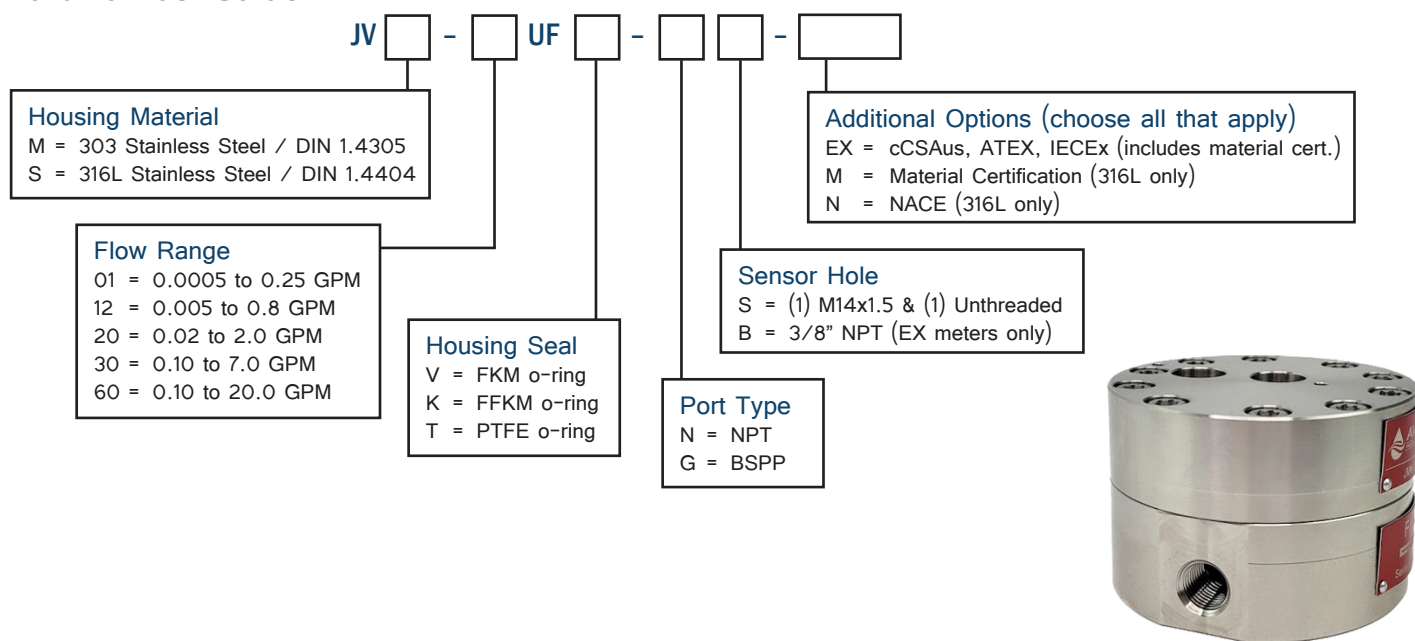 JV - UF - -
Housing Material
M = 303 Stainless Steel / DIN 1.4305
S = 316L Stainless Steel / DIN 1.4404
Flow Range
01 = 0.0005 to 0.25 GPM
12 = 0.005 to 0.8 GPM
20 = 0.02 to 2.0 GPM
30 = 0.10 to 7.0 GPM
60 = 0.10 to 20.0 GPM
Housing Seal
V = FKM o-ring
K = FFKM o-ring
T = PTFE o-ring
Port Type
N = NPT
G = BSPP
Sensor Hole
S = (1) M14x1.5 & (1) Unthreaded
B = 3/8” NPT (EX meters only)
Additional Options (choose all that apply)
EX = cCSAus, ATEX, IECEx (includes material cert.)
M = Material Certification (316L only)
N = NACE (316L only)